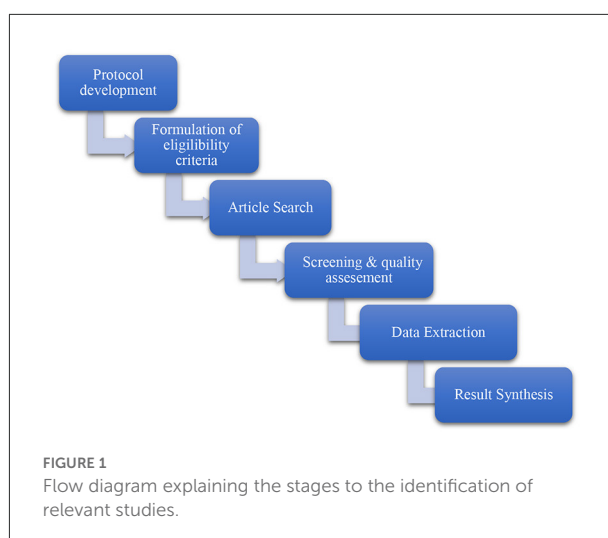 Protocol
development
Formulation of
eligilibility
criteria
Article Search
Screening & quality
assesement
Data Extraction
Result Synthesis
FIGURE 1
Flow diagram explaining the stages to the identification of
relevant studies.